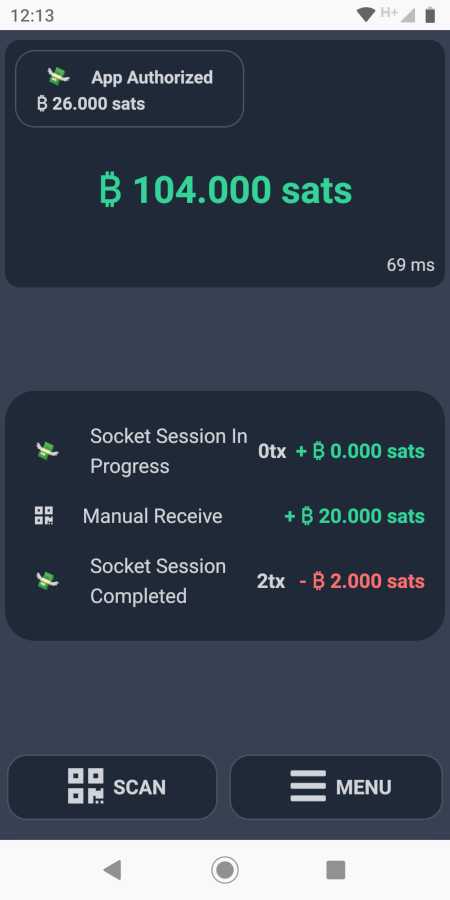 12:13
H+
App Authorized
₿ 26.000 sats
₿ 104.000 sats
69 ms
Socket Session In
Progress
0tx + ₿ 0.000 sats
Manual Receive
+ ₿ 20.000 sats
Socket Session
Completed
2tx - ₿ 2.000 sats
SCAN
MENU